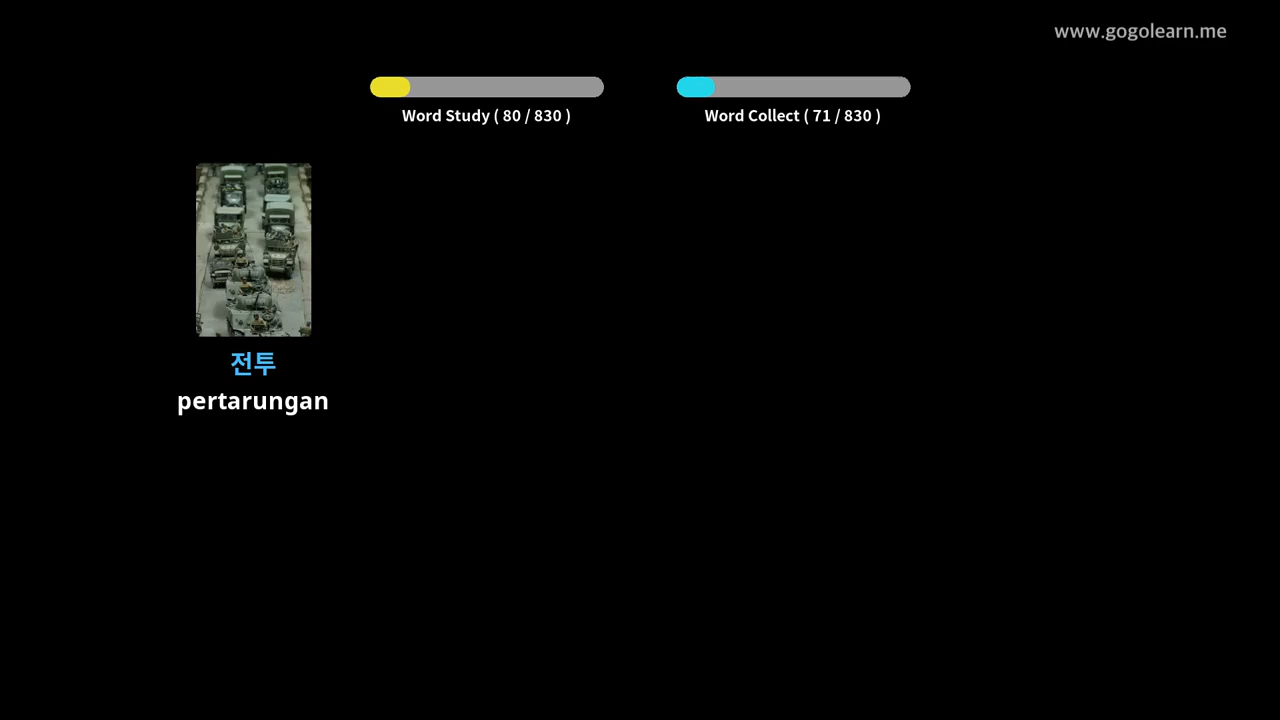 www.gogolearn.me
Word Study ( 80 / 830 )
Word Collect ( 71 / 830 )
전투
pertarungan